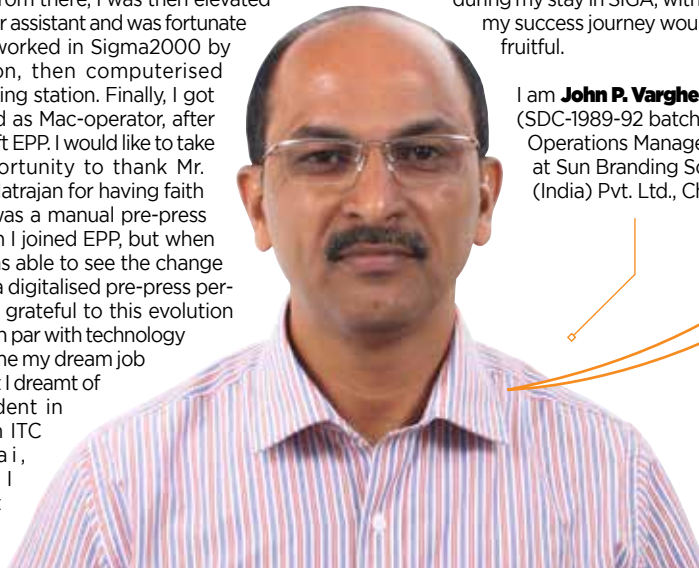 rom there, I was then elevated
r assistant and was fortunate
worked in Sigma2000 by
on, then computerised
ing station. Finally, I got
d as Mac-operator, after
ft EPP. I would like to take
portunity to thank Mr.
atrajan for having faith
was a manual pre-press
n I joined EPP, but when
as able to see the change
a digitalised pre-press per-
grateful to this evolution
n par with technology
me my dream job
t I dreamt of
dent in
n ITC
ai,
I
during my stay in SIGA, with
my success journey wou
fruitful.
I am John P. Varghe
(SDC-1989-92 batch
Operations Manage
at Sun Branding So
(India) Pvt. Ltd., Ch